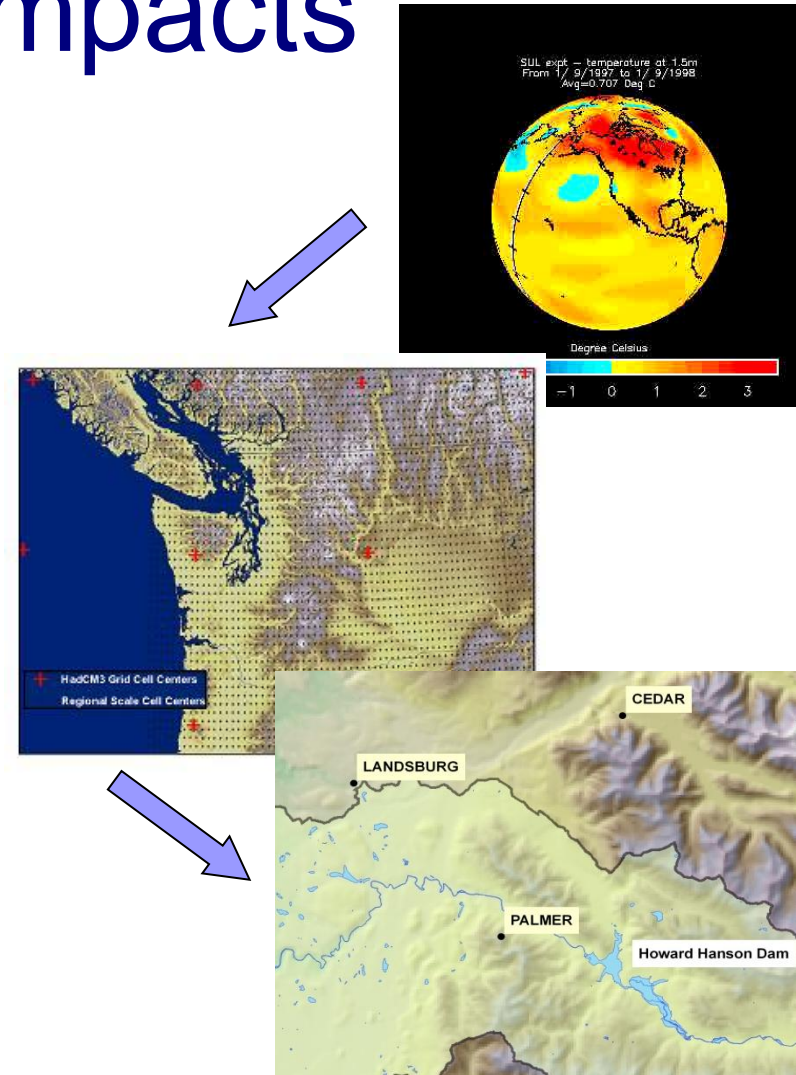 mpacts
SUL expt – temperature at 1.5m
From 1/ 9/1997 to 1/ 9/1998
Avg=0.707 Deg C
Degree Celsius
−1 0 1 2 3
HadCM3 Grid Cell Centers
Regional Scale Cell Centers
CEDAR
LANDSBURG
PALMER
Howard Hanson Dam